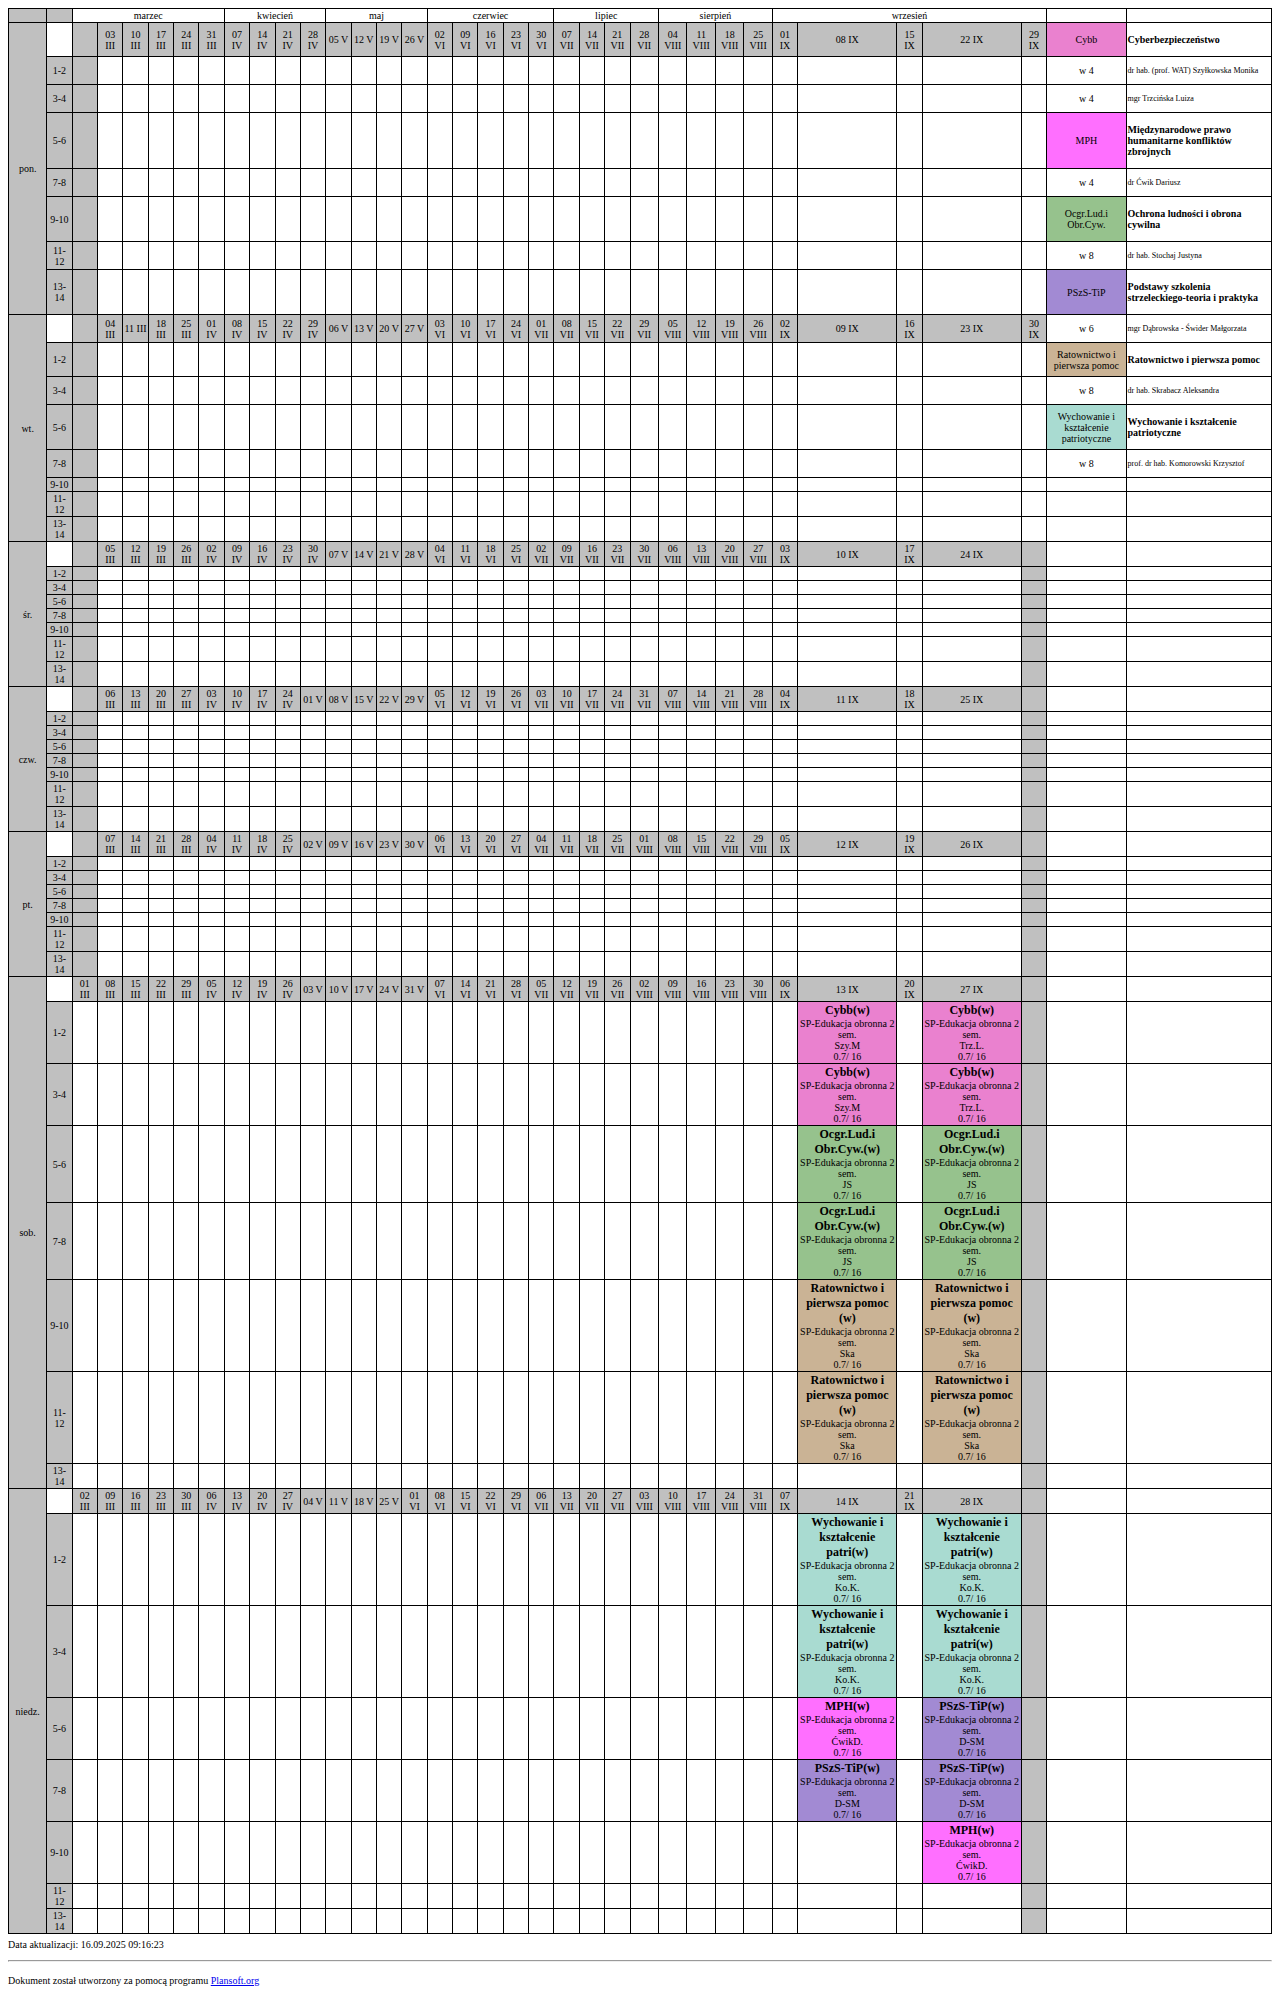 marzec kwiecień maj czerwiec lipiec sierpień wrzesień
pon. 03 III 10 III 17 III 24 III 31 III 07 IV 14 IV 21 IV 28 IV 05 V 12 V 19 V 26 V 02 VI 09 VI 16 VI 23 VI 30 VI 07 VII 14 VII 21 VII 28 VII 04 VIII 11 VIII 18 VIII 25 VIII 01 IX 08 IX 15 IX 22 IX 29 IX Cybb Cyberbezpieczeństwo
1-2 w 4 dr hab. (prof. WAT) Szyłkowska Monika
3-4 w 4 mgr Trzcińska Luiza
5-6 MPH Międzynarodowe prawo humanitarne konfliktów zbrojnych
7-8 w 4 dr Ćwik Dariusz
9-10 Ocgr.Lud.i Obr.Cyw. Ochrona ludności i obrona cywilna
11-12 w 8 dr hab. Stochaj Justyna
13-14 PSzS-TiP Podstawy szkolenia strzeleckiego-teoria i praktyka
wt. 04 III 11 III 18 III 25 III 01 IV 08 IV 15 IV 22 IV 29 IV 06 V 13 V 20 V 27 V 03 VI 10 VI 17 VI 24 VI 01 VII 08 VII 15 VII 22 VII 29 VII 05 VIII 12 VIII 19 VIII 26 VIII 02 IX 09 IX 16 IX 23 IX 30 IX w 6 mgr Dąbrowska - Świder Małgorzata
1-2 Ratownictwo i pierwsza pomoc Ratownictwo i pierwsza pomoc
3-4 w 8 dr hab. Skrabacz Aleksandra
5-6 Wychowanie i kształcenie patriotyczne Wychowanie i kształcenie patriotyczne
7-8 w 8 prof. dr hab. Komorowski Krzysztof
9-10
11-12
13-14
śr. 05 III 12 III 19 III 26 III 02 IV 09 IV 16 IV 23 IV 30 IV 07 V 14 V 21 V 28 V 04 VI 11 VI 18 VI 25 VI 02 VII 09 VII 16 VII 23 VII 30 VII 06 VIII 13 VIII 20 VIII 27 VIII 03 IX 10 IX 17 IX 24 IX
1-2
3-4
5-6
7-8
9-10
11-12
13-14
czw. 06 III 13 III 20 III 27 III 03 IV 10 IV 17 IV 24 IV 01 V 08 V 15 V 22 V 29 V 05 VI 12 VI 19 VI 26 VI 03 VII 10 VII 17 VII 24 VII 31 VII 07 VIII 14 VIII 21 VIII 28 VIII 04 IX 11 IX 18 IX 25 IX
1-2
3-4
5-6
7-8
9-10
11-12
13-14
pt. 07 III 14 III 21 III 28 III 04 IV 11 IV 18 IV 25 IV 02 V 09 V 16 V 23 V 30 V 06 VI 13 VI 20 VI 27 VI 04 VII 11 VII 18 VII 25 VII 01 VIII 08 VIII 15 VIII 22 VIII 29 VIII 05 IX 12 IX 19 IX 26 IX
1-2
3-4
5-6
7-8
9-10
11-12
13-14
sob. 01 III 08 III 15 III 22 III 29 III 05 IV 12 IV 19 IV 26 IV 03 V 10 V 17 V 24 V 31 V 07 VI 14 VI 21 VI 28 VI 05 VII 12 VII 19 VII 26 VII 02 VIII 09 VIII 16 VIII 23 VIII 30 VIII 06 IX 13 IX 20 IX 27 IX
1-2 Cybb(w) SP-Edukacja obronna 2 sem. Szy.M 0.7/ 16 Cybb(w) SP-Edukacja obronna 2 sem. Trz.L. 0.7/ 16
3-4 Cybb(w) SP-Edukacja obronna 2 sem. Szy.M 0.7/ 16 Cybb(w) SP-Edukacja obronna 2 sem. Trz.L. 0.7/ 16
5-6 Ocgr.Lud.i Obr.Cyw.(w) SP-Edukacja obronna 2 sem. JS 0.7/ 16 Ocgr.Lud.i Obr.Cyw.(w) SP-Edukacja obronna 2 sem. JS 0.7/ 16
7-8 Ocgr.Lud.i Obr.Cyw.(w) SP-Edukacja obronna 2 sem. JS 0.7/ 16 Ocgr.Lud.i Obr.Cyw.(w) SP-Edukacja obronna 2 sem. JS 0.7/ 16
9-10 Ratownictwo i pierwsza pomoc (w) SP-Edukacja obronna 2 sem. Ska 0.7/ 16 Ratownictwo i pierwsza pomoc (w) SP-Edukacja obronna 2 sem. Ska 0.7/ 16
11-12 Ratownictwo i pierwsza pomoc (w) SP-Edukacja obronna 2 sem. Ska 0.7/ 16 Ratownictwo i pierwsza pomoc (w) SP-Edukacja obronna 2 sem. Ska 0.7/ 16
13-14
niedz. 02 III 09 III 16 III 23 III 30 III 06 IV 13 IV 20 IV 27 IV 04 V 11 V 18 V 25 V 01 VI 08 VI 15 VI 22 VI 29 VI 06 VII 13 VII 20 VII 27 VII 03 VIII 10 VIII 17 VIII 24 VIII 31 VIII 07 IX 14 IX 21 IX 28 IX
1-2 Wychowanie i kształcenie patri(w) SP-Edukacja obronna 2 sem. Ko.K. 0.7/ 16 Wychowanie i kształcenie patri(w) SP-Edukacja obronna 2 sem. Ko.K. 0.7/ 16
3-4 Wychowanie i kształcenie patri(w) SP-Edukacja obronna 2 sem. Ko.K. 0.7/ 16 Wychowanie i kształcenie patri(w) SP-Edukacja obronna 2 sem. Ko.K. 0.7/ 16
5-6 MPH(w) SP-Edukacja obronna 2 sem. ĆwikD. 0.7/ 16 PSzS-TiP(w) SP-Edukacja obronna 2 sem. D-SM 0.7/ 16
7-8 PSzS-TiP(w) SP-Edukacja obronna 2 sem. D-SM 0.7/ 16 PSzS-TiP(w) SP-Edukacja obronna 2 sem. D-SM 0.7/ 16
9-10 MPH(w) SP-Edukacja obronna 2 sem. ĆwikD. 0.7/ 16
11-12
13-14
Data aktualizacji: 16.09.2025 09:16:23
Dokument został utworzony za pomocą programu Plansoft.org